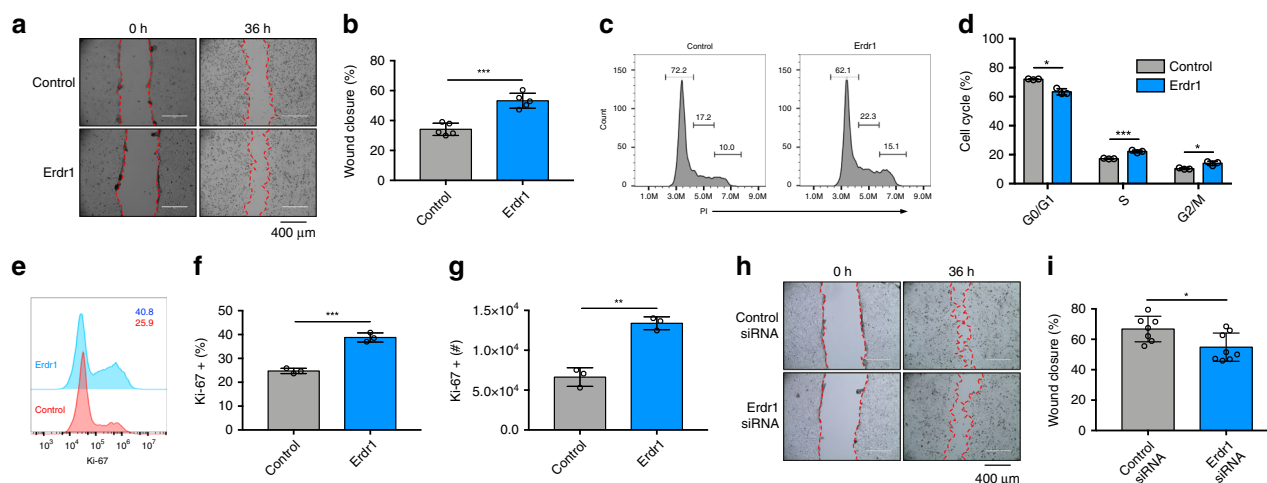 a
0 h
36 h
Control
Erdr1
400 μm
b
Wound closure (%)
80
60
40
20
0
***
Control
Erdr1
c
Control
Erdr1
Count
150
100
50
0
72.2
17.2
10.0
1.0M 3.0M 5.0M 7.0M 9.0M
150
100
50
0
62.1
22.3
15.1
1.0M 3.0M 5.0M 7.0M 9.0M
PI
d
Cell cycle (%)
100
80
60
40
20
0
*
***
*
Control
Erdr1
G0/G1
S
G2/M
e
40.8
25.9
Erdr1
Control
10³ 10⁴ 10⁵ 10⁶ 10⁷
Ki-67
f
Ki-67 + (%)
50
40
30
20
10
0
***
Control
Erdr1
g
Ki-67 + (#)
1.5×10⁴
1.0×10⁴
5.0×10⁴
0
**
Control
Erdr1
h
0 h
36 h
Control
siRNA
Erdr1
siRNA
400 μm
i
Wound closure (%)
100
80
60
40
20
0
*
Control
siRNA
Erdr1
siRNA